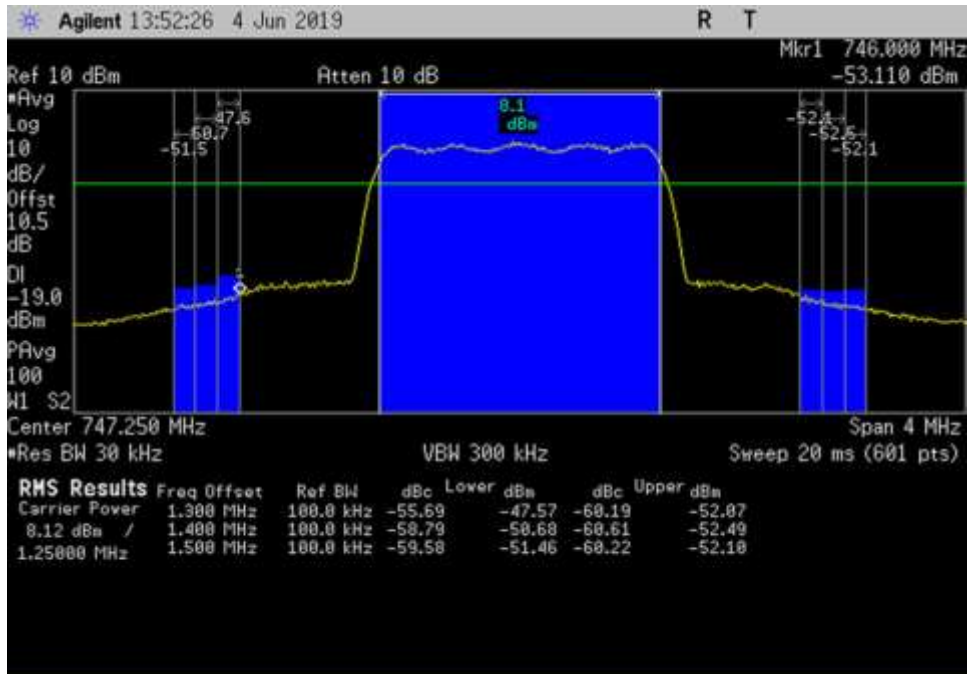 Agilent 13:52:26 4 Jun 2019 R T
Mkr1 746.000 MHz
Ref 10 dBm Atten 10 dB -53.110 dBm
#Avg
Log
10
dB/
Offst
10.5
dB
DI
-19.0
dBm
PAvg
100
W1 S2
8.1
dBm
-47.6
-50.7
-51.5
-52.1
-52.5
-52.1
Center 747.250 MHz Span 4 MHz
#Res BW 30 kHz VBW 300 kHz Sweep 20 ms (601 pts)
RMS Results Freq Offset Ref BW dBc Lower dBm dBc Upper dBm
Carrier Power 1.300 MHz 100.0 kHz -55.69 -47.57 -60.19 -52.07
8.12 dBm / 1.400 MHz 100.0 kHz -58.79 -50.68 -60.61 -52.49
1.25000 MHz 1.500 MHz 100.0 kHz -59.58 -51.46 -60.22 -52.10